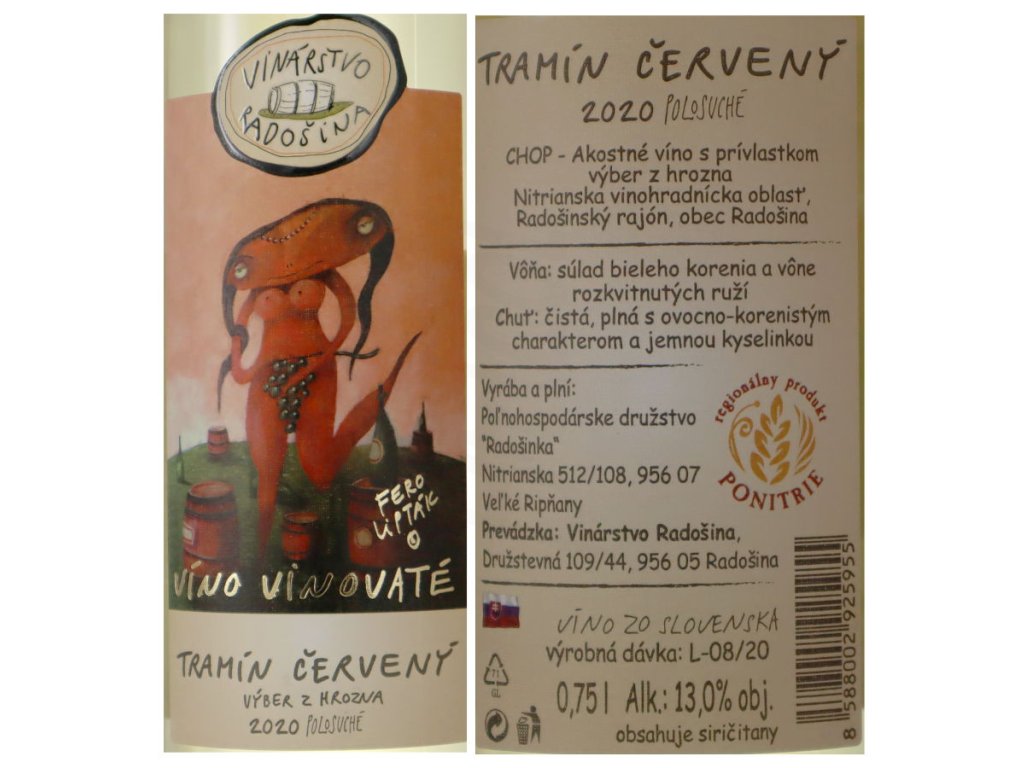 VINÁRSTVO
RADOŠINA
FERO
LIPTÁK
VÍNO VINOVATÉ
TRAMÍN ČERVENÝ
VÝBER Z HROZNA
2020 POLOSUCHÉ
TRAMÍN ČERVENÝ
2020 POLOSUCHÉ
CHOP - Akostné víno s prívlastkom
výber z hrozna
Nitrianska vinohradnícka oblasť,
Radošinský rajón, obec Radošina
Vôňa: súlad bieleho korenia a vône
rozkvitnutých ruží
Chuť: čistá, plná s ovocno-korenistým
charakterom a jemnou kyselinkou
Vyrába a plní:
Poľnohospodárske družstvo
"Radošinka"
Nitrianska 512/108, 956 07
Veľké Ripňany
Prevádzka: Vinárstvo Radošina,
Družstevná 109/44, 956 05 Radošina
regionálny produkt
PONITRIE
VÍNO ZO SLOVENSKA
výrobná dávka: L-08/20
71
GL
0,75 l Alk.: 13,0% obj.
obsahuje siričitany
8 588002 925955